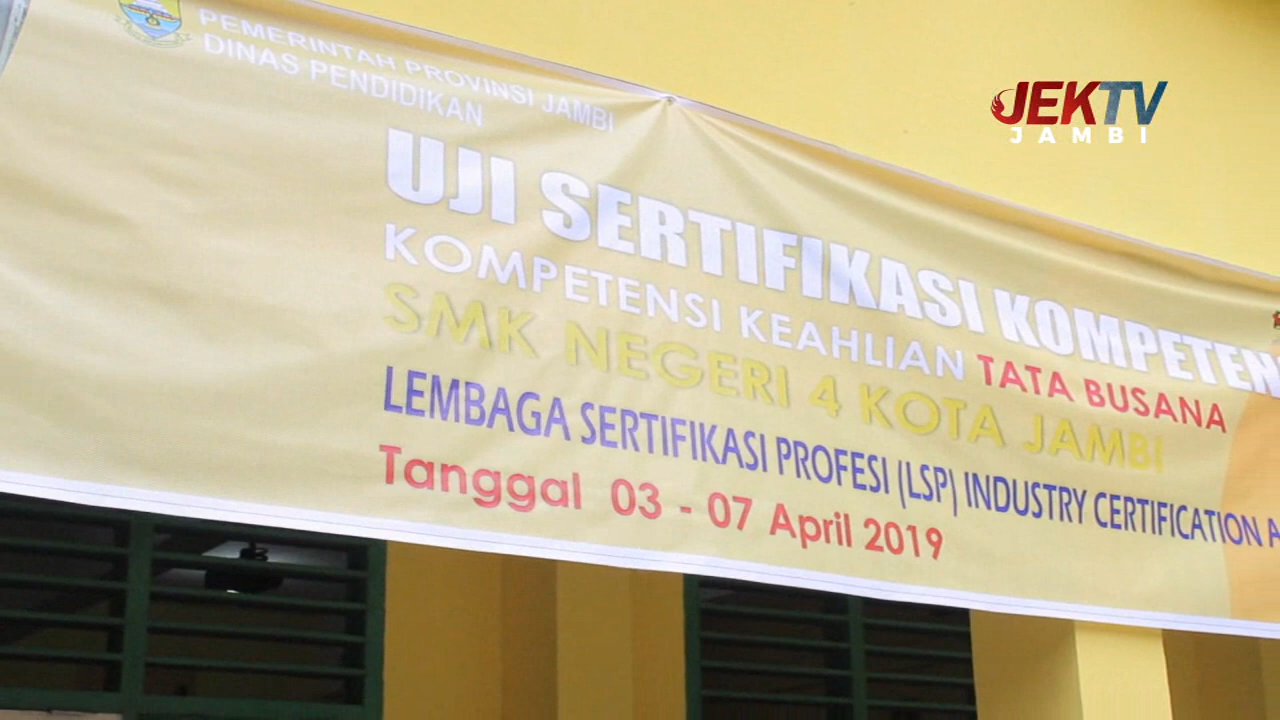 PEMERINTAH PROVINSI JAMBI
DINAS PENDIDIKAN
JEKTV
JAMBI
UJI SERTIFIKASI KOMPETEN
KOMPETENSI KEAHLIAN TATA BUSANA
SMK NEGERI 4 KOTA JAMBI
LEMBAGA SERTIFIKASI PROFESI (LSP) INDUSTRY CERTIFICATION A
Tanggal 03 - 07 April 2019